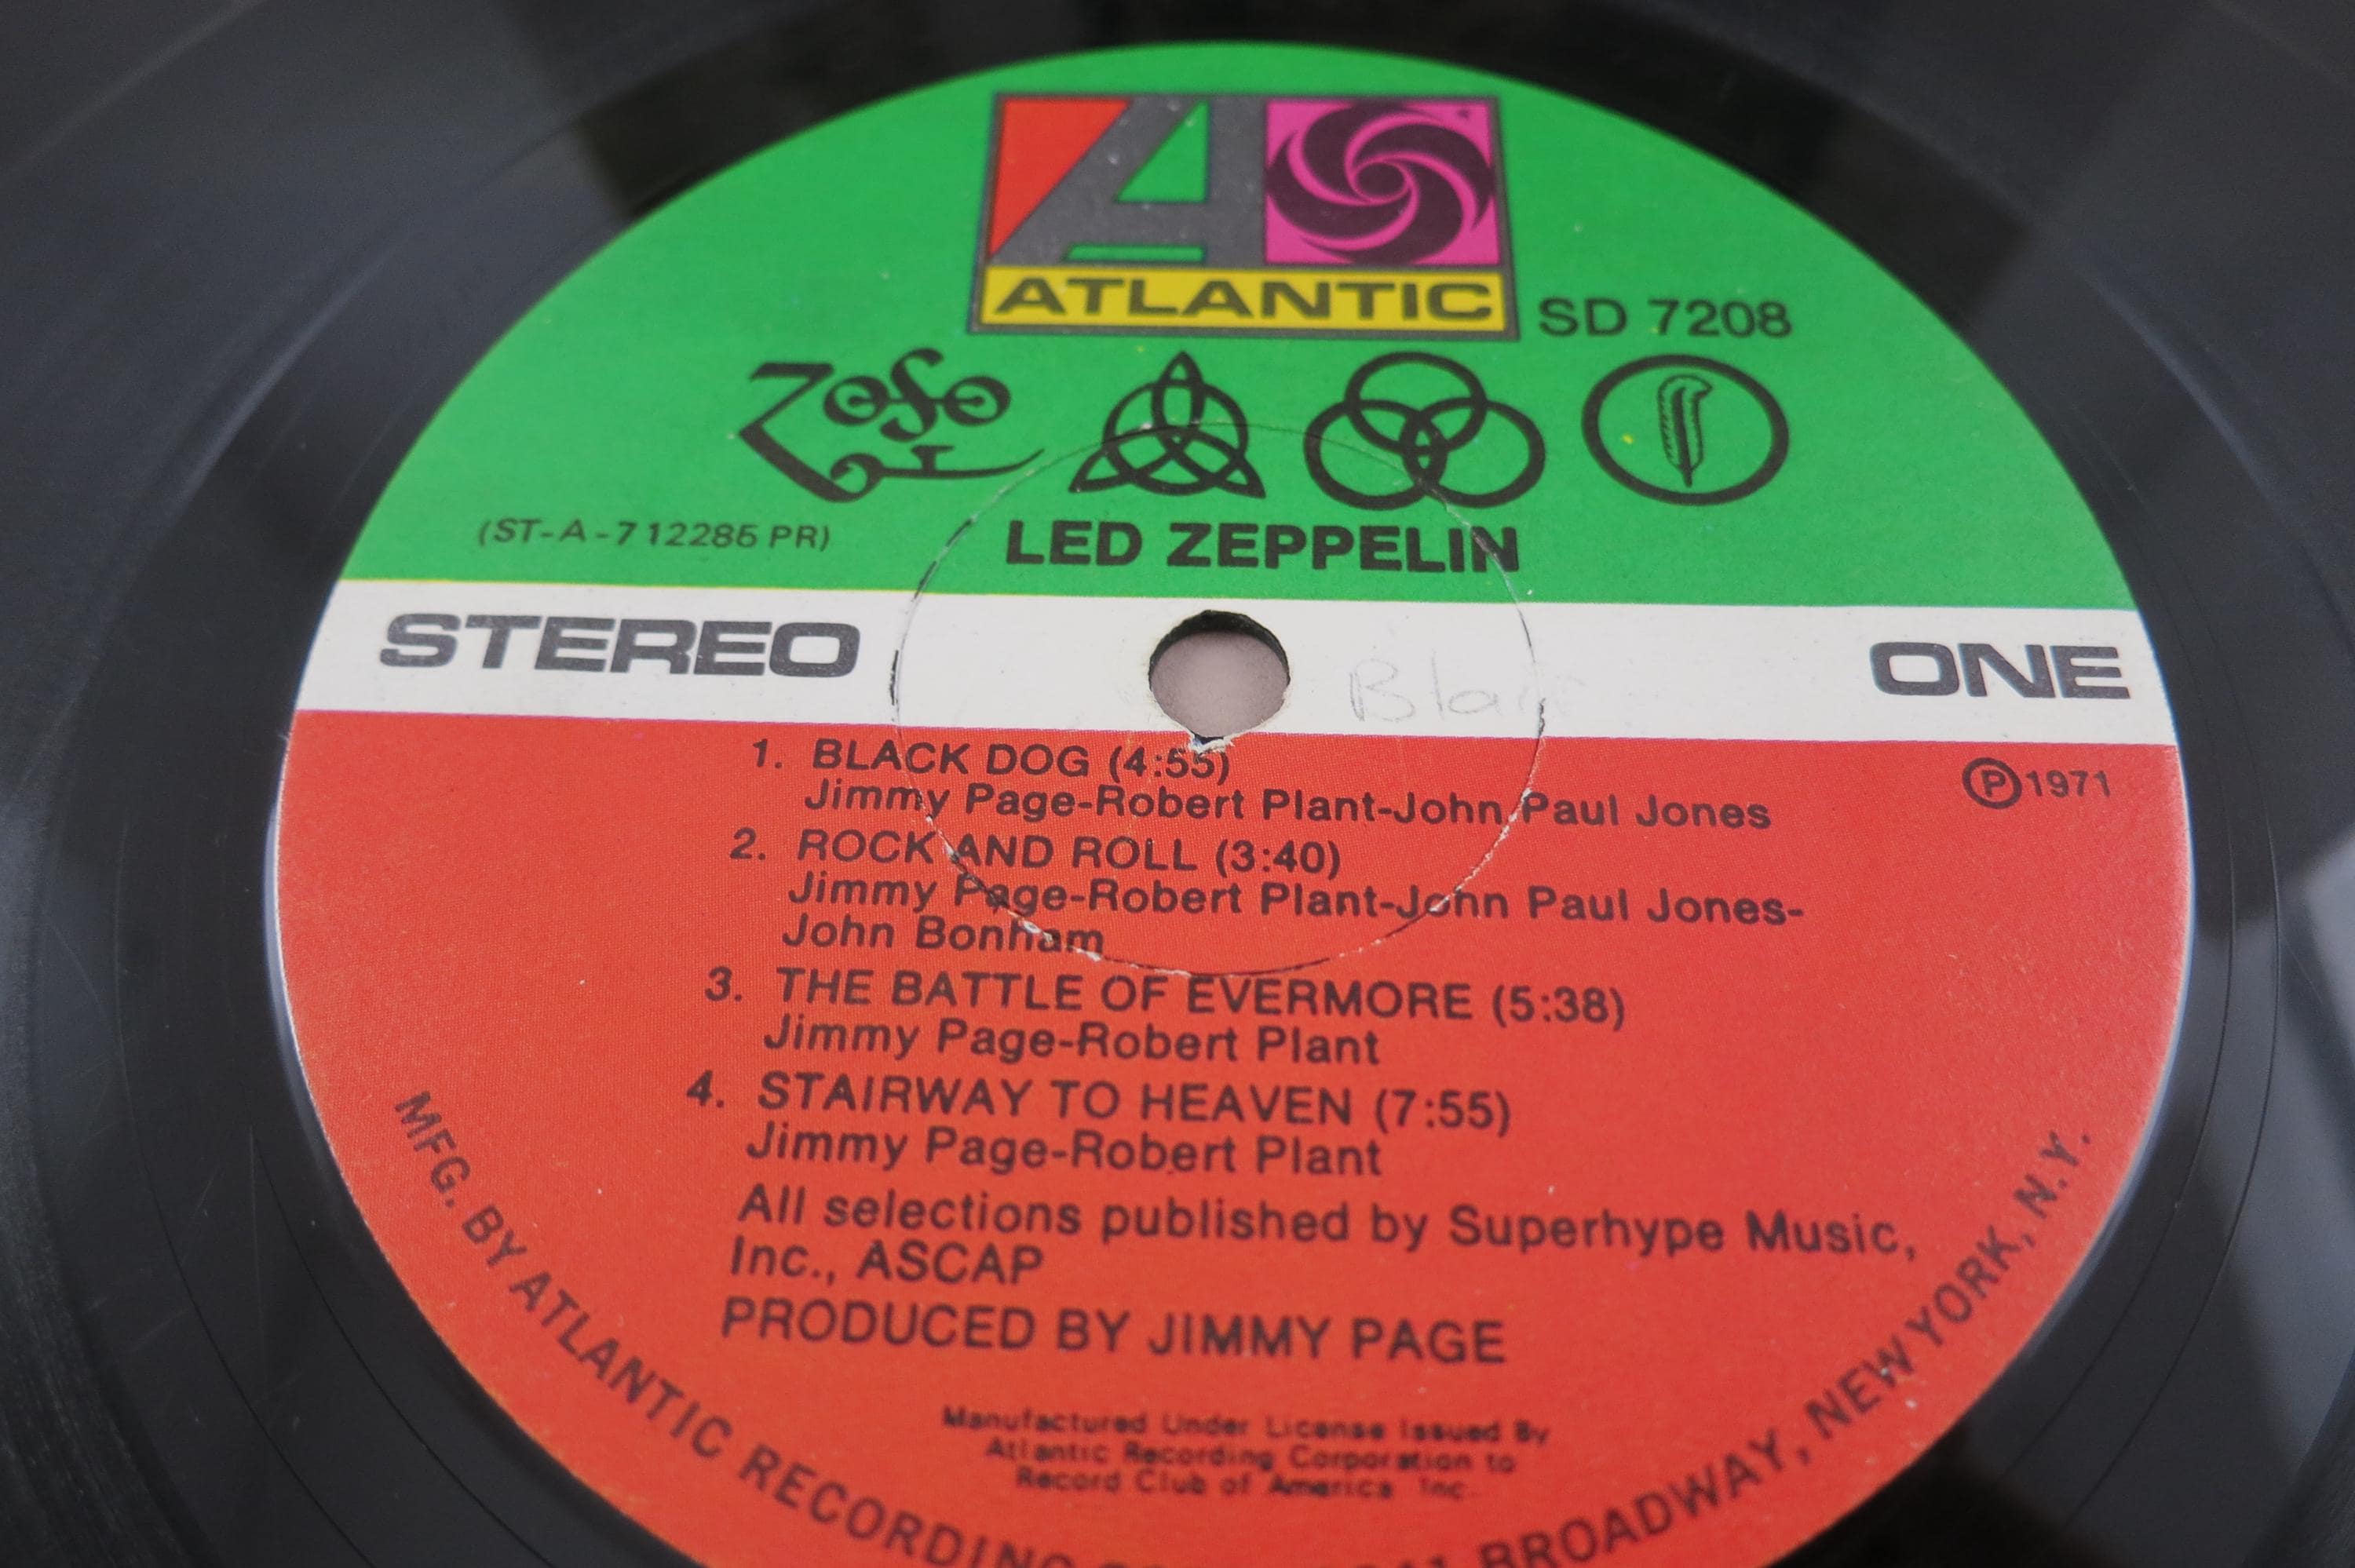 ATLANTIC
SD 7208
(ST-A-712285 PR)
LED ZEPPELIN
STEREO
ONE
1. BLACK DOG (4:55)
Jimmy Page-Robert Plant-John Paul Jones
℗1971
2. ROCK AND ROLL (3:40)
Jimmy Page-Robert Plant-John Paul Jones-
John Bonham
3. THE BATTLE OF EVERMORE (5:38)
Jimmy Page-Robert Plant
4. STAIRWAY TO HEAVEN (7:55)
Jimmy Page-Robert Plant
All selections published by Superhype Music,
Inc., ASCAP
PRODUCED BY JIMMY PAGE
Manufactured Under License Issued By
Atlantic Recording Corporation to
Record Club of America Inc.
MFG. BY ATLANTIC RECORDING BROADWAY, NEW YORK, N.Y.